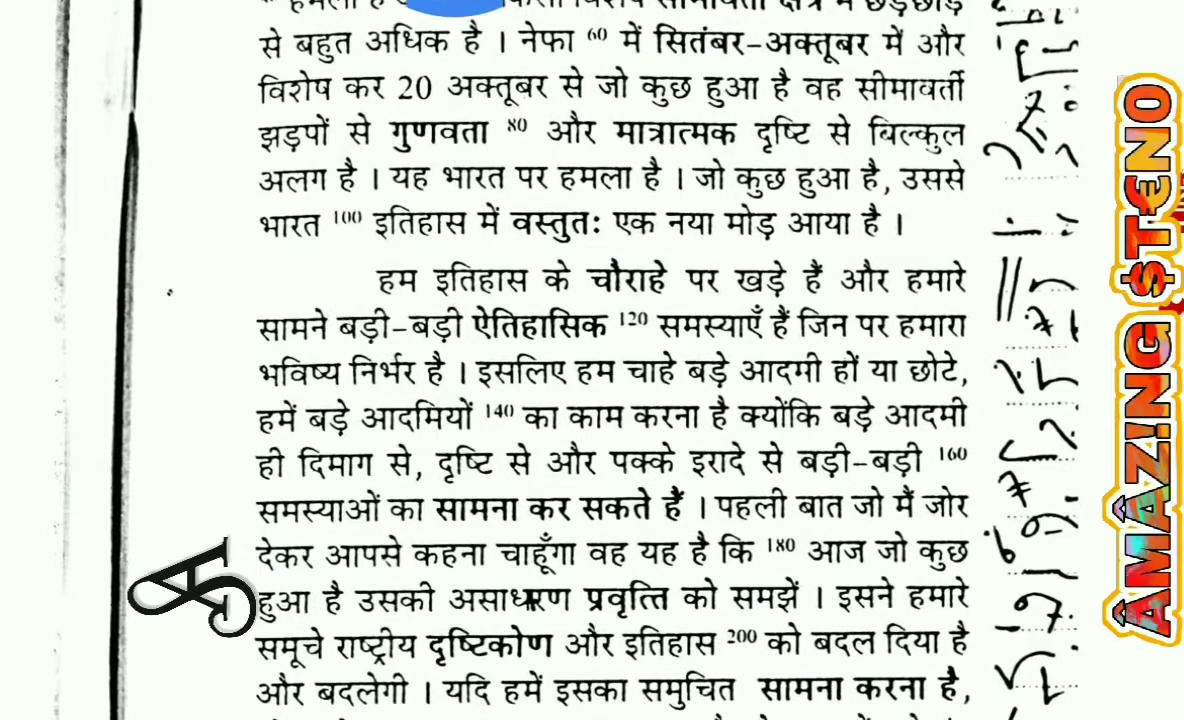 से बहुत अधिक है । नेफा ⁶⁰ में सितंबर-अक्तूबर में और
विशेष कर 20 अक्तूबर से जो कुछ हुआ है वह सीमावर्ती
झड़पों से गुणवता ⁸⁰ और मात्रात्मक दृष्टि से बिल्कुल
अलग है । यह भारत पर हमला है । जो कुछ हुआ है, उससे
भारत ¹⁰⁰ इतिहास में वस्तुतः एक नया मोड़ आया है ।
हम इतिहास के चौराहे पर खड़े हैं और हमारे
सामने बड़ी-बड़ी ऐतिहासिक ¹²⁰ समस्याएँ हैं जिन पर हमारा
भविष्य निर्भर है । इसलिए हम चाहे बड़े आदमी हों या छोटे,
हमें बड़े आदमियों ¹⁴⁰ का काम करना है क्योंकि बड़े आदमी
ही दिमाग से, दृष्टि से और पक्के इरादे से बड़ी-बड़ी ¹⁶⁰
समस्याओं का सामना कर सकते हैं । पहली बात जो मैं जोर
देकर आपसे कहना चाहूँगा वह यह है कि ¹⁸⁰ आज जो कुछ
हुआ है उसकी असाधारण प्रवृत्ति को समझें । इसने हमारे
समूचे राष्ट्रीय दृष्टिकोण और इतिहास ²⁰⁰ को बदल दिया है
और बदलेगी । यदि हमें इसका समुचित सामना करना है,
ÂMÂZ!NG $T€NO